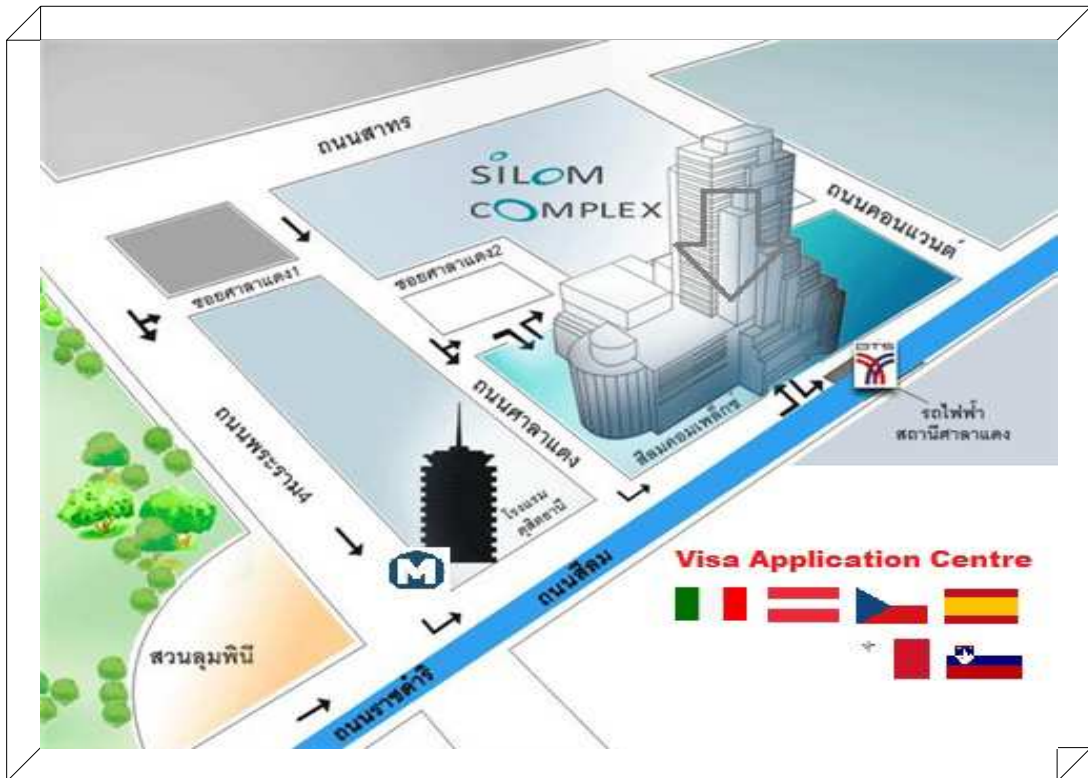 ถนนสาทร
SILOM
COMPLEX
ถนนคอนแวนต์
ซอยศาลาแดง1
ซอยศาลาแดง2
BTS
รถไฟฟ้า
สถานีศาลาแดง
ถนนพระราม4
ถนนศาลาแดง
สีลมคอมเพล็กซ์
โรงแรม
ดุสิตธานี
M
ถนนสีลม
Visa Application Centre
สวนลุมพินี
ถนนราชดำริ